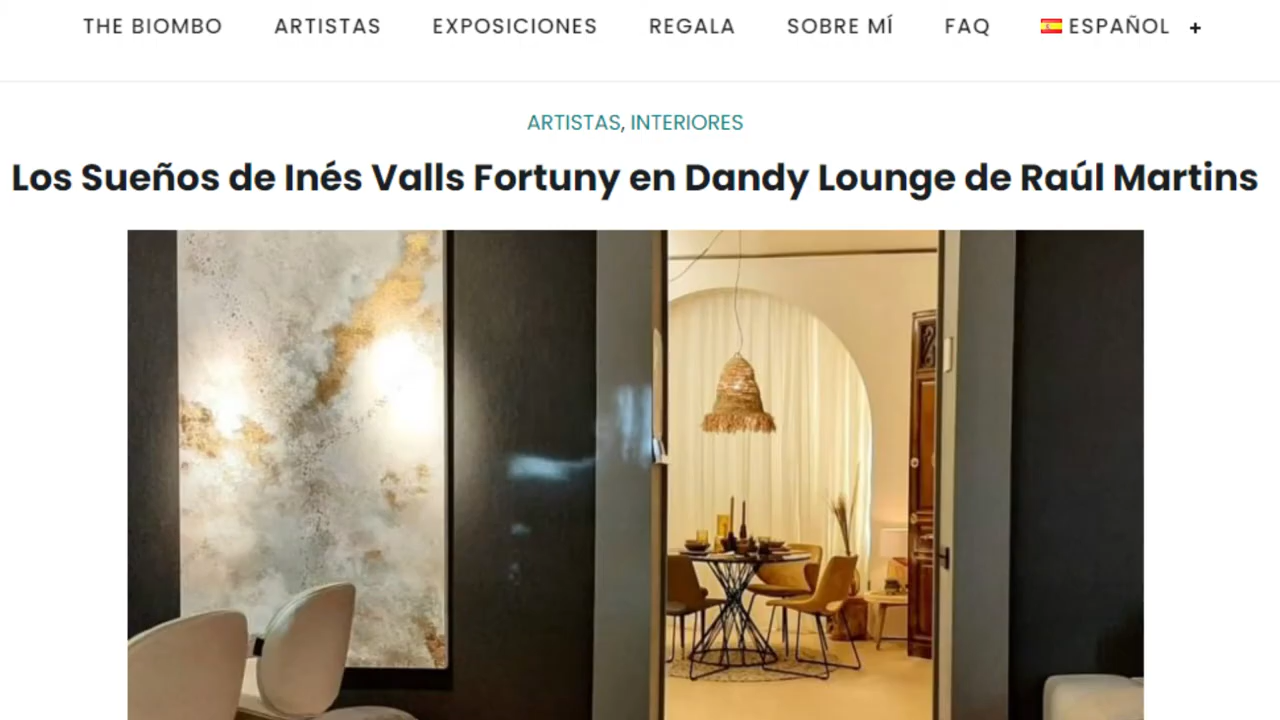 THE BIOMBO ARTISTAS EXPOSICIONES REGALA SOBRE MÍ FAQ ESPAÑOL +
ARTISTAS, INTERIORES
Los Sueños de Inés Valls Fortuny en Dandy Lounge de Raúl Martins